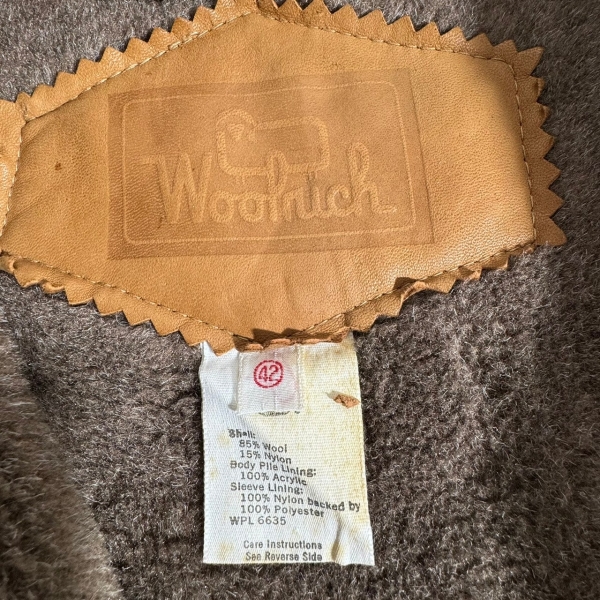 Woolrich
42
Shell:
85% Wool
15% Nylon
Body Pile Lining:
100% Acrylic
Sleeve Lining:
100% Nylon backed by
100% Polyester
WPL 6635
Care Instructions
See Reverse Side